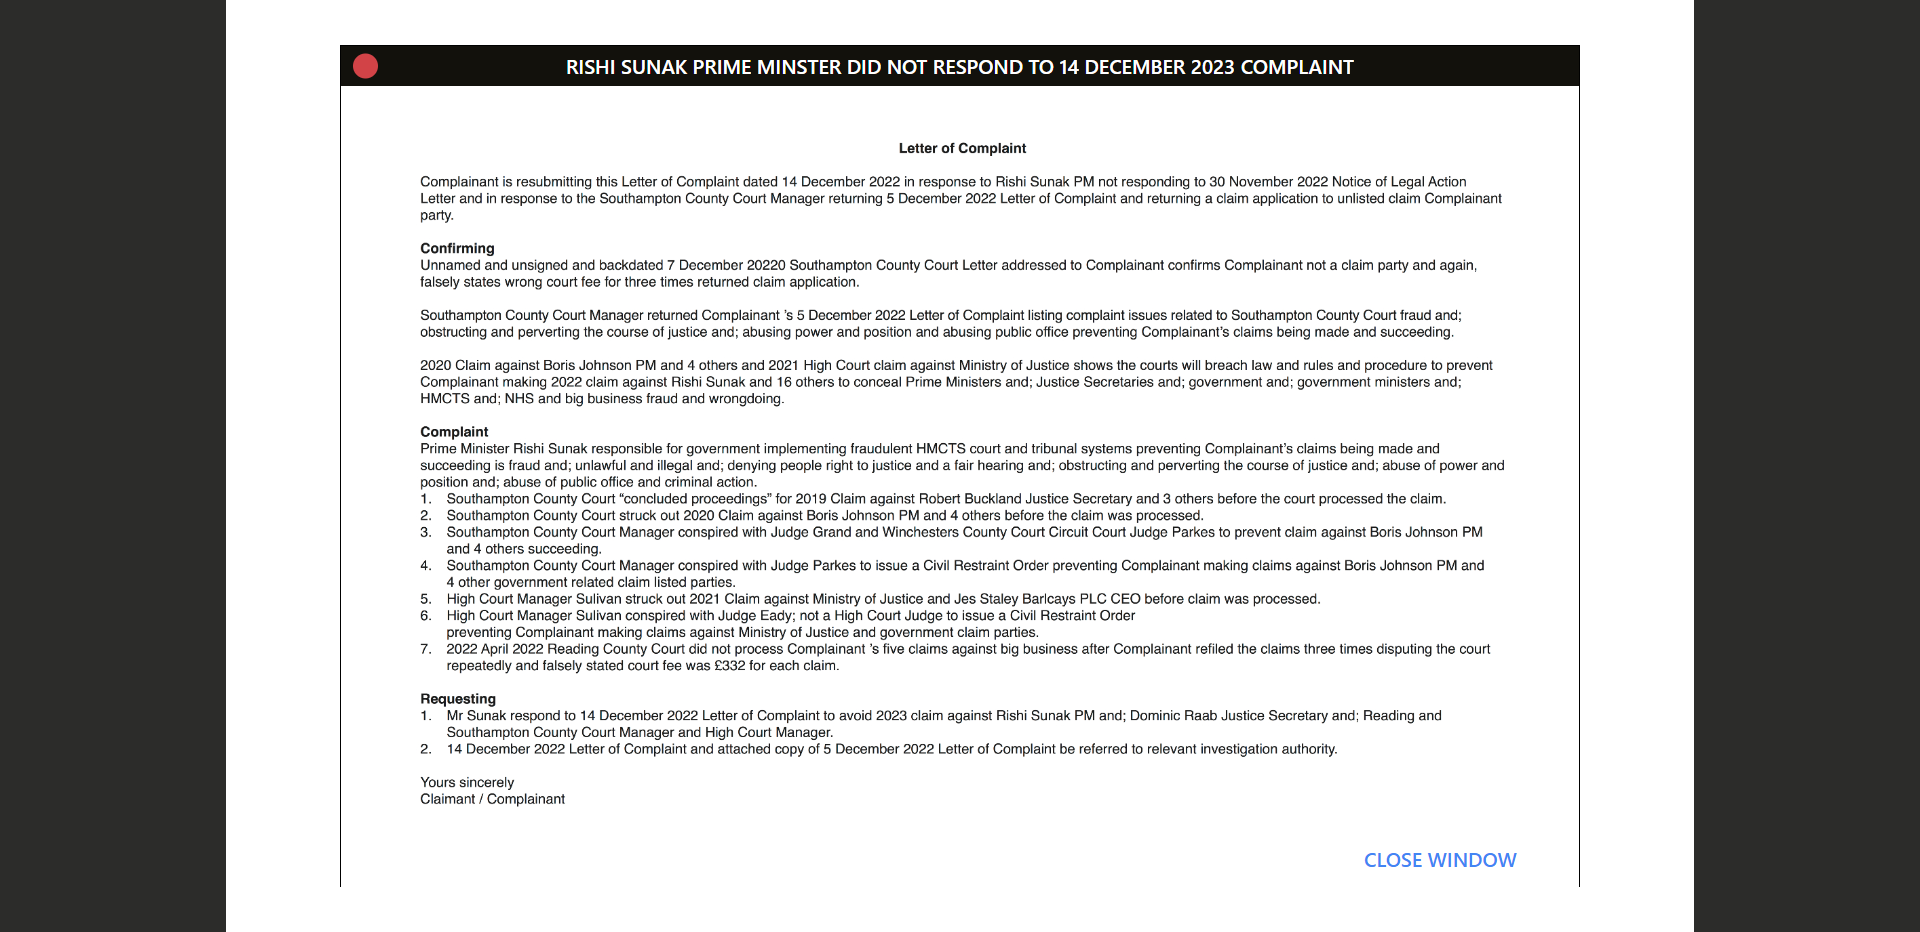 RISHI SUNAK PRIME MINSTER DID NOT RESPOND TO 14 DECEMBER 2023 COMPLAINT
Letter of Complaint
Complainant is resubmitting this Letter of Complaint dated 14 December 2022 in response to Rishi Sunak PM not responding to 30 November 2022 Notice of Legal Action
Letter and in response to the Southampton County Court Manager returning 5 December 2022 Letter of Complaint and returning a claim application to unlisted claim Complainant
party.
Confirming
Unnamed and unsigned and backdated 7 December 20220 Southampton County Court Letter addressed to Complainant confirms Complainant not a claim party and again,
falsely states wrong court fee for three times returned claim application.
Southampton County Court Manager returned Complainant 's 5 December 2022 Letter of Complaint listing complaint issues related to Southampton County Court fraud and;
obstructing and perverting the course of justice and; abusing power and position and abusing public office preventing Complainant's claims being made and succeeding.
2020 Claim against Boris Johnson PM and 4 others and 2021 High Court claim against Ministry of Justice shows the courts will breach law and rules and procedure to prevent
Complainant making 2022 claim against Rishi Sunak and 16 others to conceal Prime Ministers and; Justice Secretaries and; government and; government ministers and;
HMCTS and; NHS and big business fraud and wrongdoing.
Complaint
Prime Minister Rishi Sunak responsible for government implementing fraudulent HMCTS court and tribunal systems preventing Complainant's claims being made and
succeeding is fraud and; unlawful and illegal and; denying people right to justice and a fair hearing and; obstructing and perverting the course of justice and; abuse of power and
position and; abuse of public office and criminal action.
1. Southampton County Court “concluded proceedings” for 2019 Claim against Robert Buckland Justice Secretary and 3 others before the court processed the claim.
2. Southampton County Court struck out 2020 Claim against Boris Johnson PM and 4 others before the claim was processed.
3. Southampton County Court Manager conspired with Judge Grand and Winchesters County Court Circuit Court Judge Parkes to prevent claim against Boris Johnson PM
and 4 others succeeding.
4. Southampton County Court Manager conspired with Judge Parkes to issue a Civil Restraint Order preventing Complainant making claims against Boris Johnson PM and
4 other government related claim listed parties.
5. High Court Manager Sulivan struck out 2021 Claim against Ministry of Justice and Jes Staley Barlcays PLC CEO before claim was processed.
6. High Court Manager Sulivan conspired with Judge Eady; not a High Court Judge to issue a Civil Restraint Order
preventing Complainant making claims against Ministry of Justice and government claim parties.
7. 2022 April 2022 Reading County Court did not process Complainant 's five claims against big business after Complainant refiled the claims three times disputing the court
repeatedly and falsely stated court fee was £332 for each claim.
Requesting
1. Mr Sunak respond to 14 December 2022 Letter of Complaint to avoid 2023 claim against Rishi Sunak PM and; Dominic Raab Justice Secretary and; Reading and
Southampton County Court Manager and High Court Manager.
2. 14 December 2022 Letter of Complaint and attached copy of 5 December 2022 Letter of Complaint be referred to relevant investigation authority.
Yours sincerely
Claimant / Complainant
CLOSE WINDOW